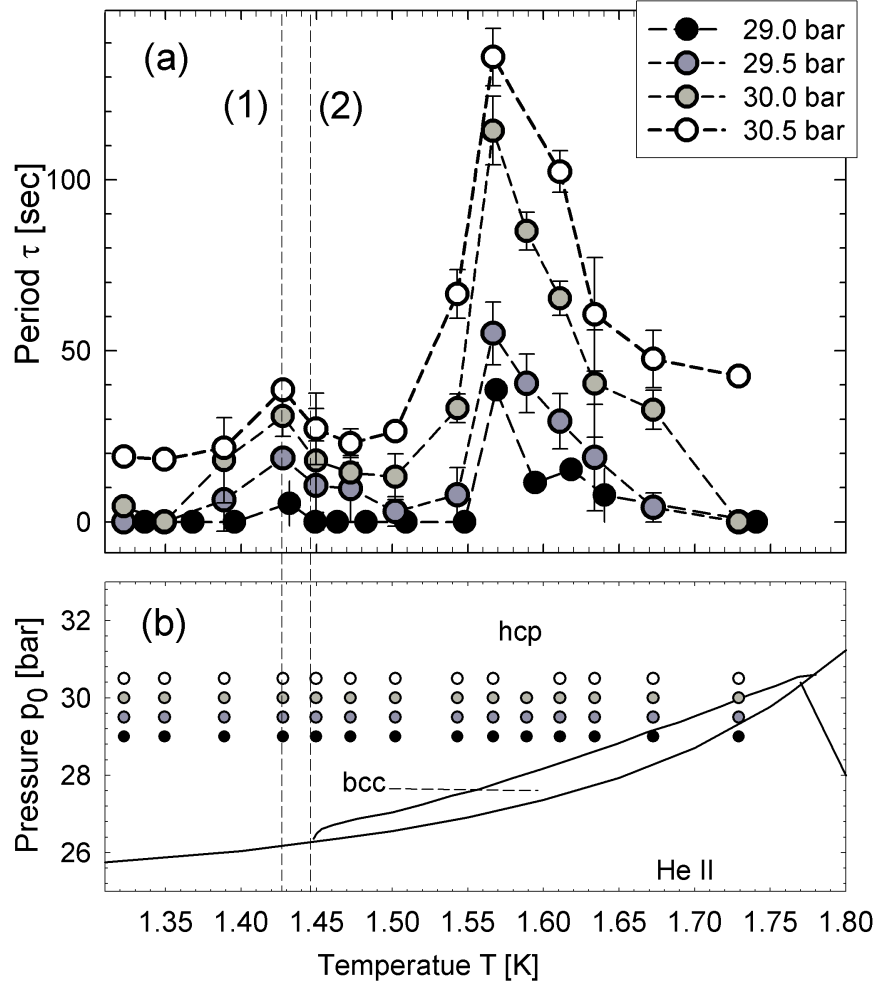 (a)
(1)
(2)
29.0 bar
29.5 bar
30.0 bar
30.5 bar
Period τ [sec]
100
50
0
(b)
hcp
bcc
He II
Pressure p0 [bar]
32
30
28
26
1.35 1.40 1.45 1.50 1.55 1.60 1.65 1.70 1.75 1.80
Temperatue T [K]